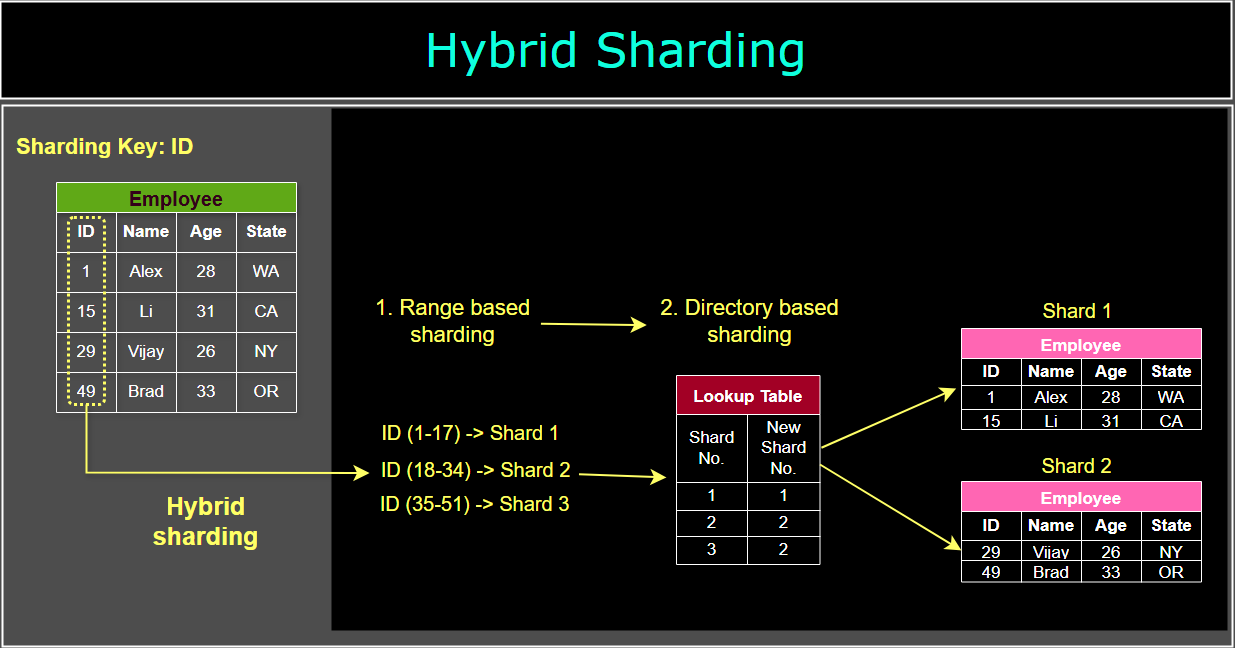 Hybrid Sharding
Sharding Key: ID
Employee
ID Name Age State
1 Alex 28 WA
15 Li 31 CA
29 Vijay 26 NY
49 Brad 33 OR
Hybrid
sharding
1. Range based
sharding
ID (1-17) -> Shard 1
ID (18-34) -> Shard 2
ID (35-51) -> Shard 3
2. Directory based
sharding
Lookup Table
Shard
No.
New
Shard
No.
1 1
2 2
3 2
Shard 1
Employee
ID Name Age State
1 Alex 28 WA
15 Li 31 CA
Shard 2
Employee
ID Name Age State
29 Vijay 26 NY
49 Brad 33 OR